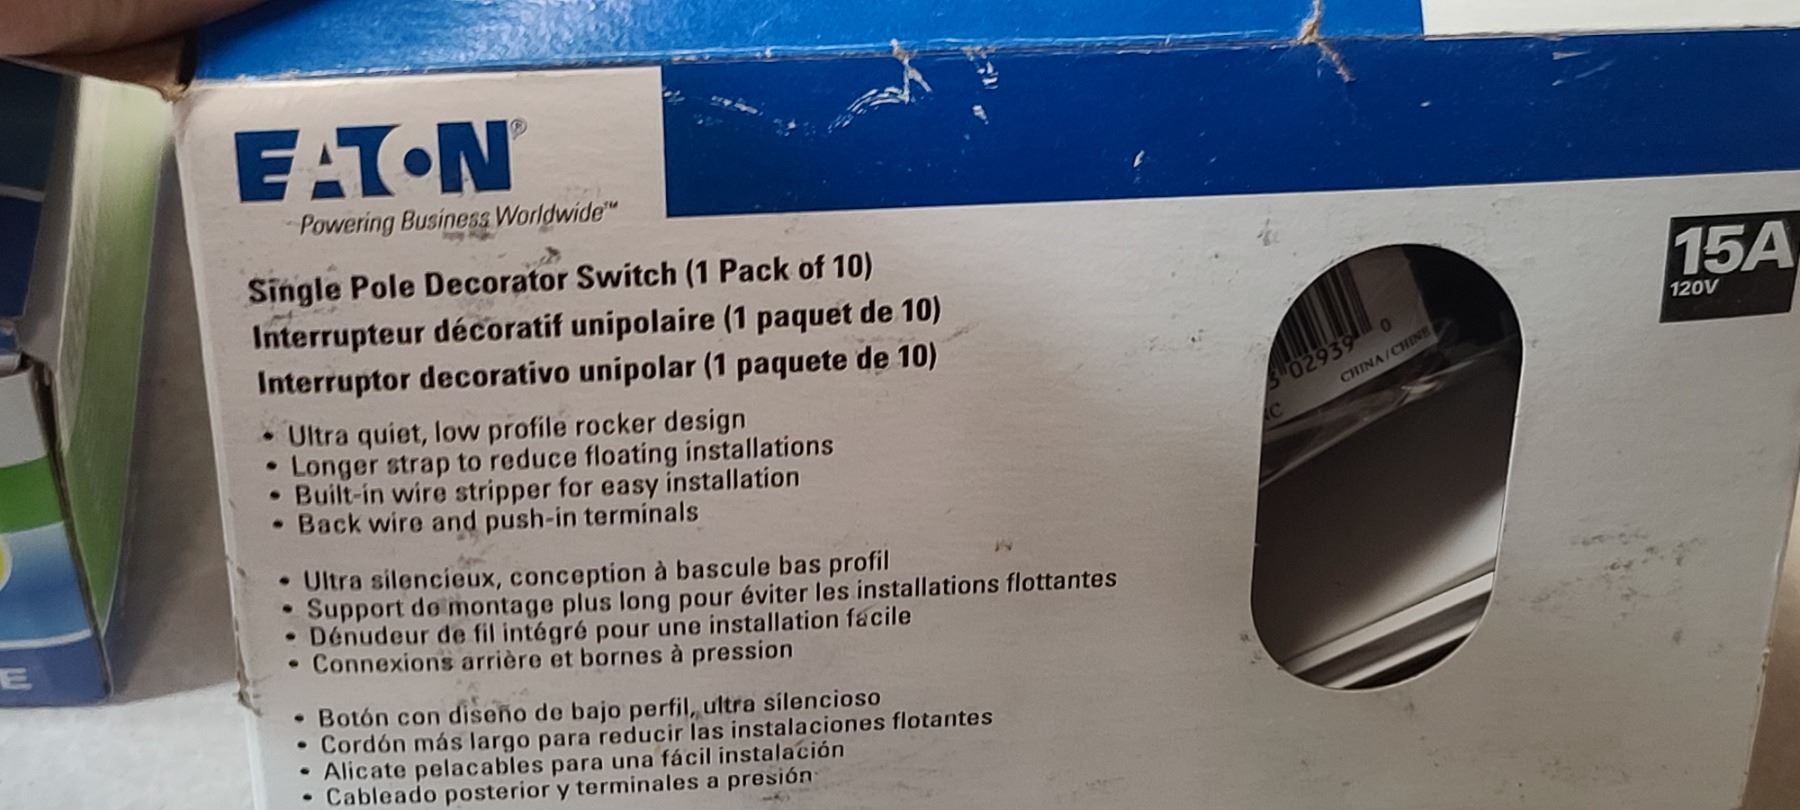 EATON®
Powering Business Worldwide™
Single Pole Decorator Switch (1 Pack of 10)
Interrupteur décoratif unipolaire (1 paquet de 10)
Interruptor decorativo unipolar (1 paquete de 10)
• Ultra quiet, low profile rocker design
• Longer strap to reduce floating installations
• Built-in wire stripper for easy installation
• Back wire and push-in terminals
• Ultra silencieux, conception à bascule bas profil
• Support de montage plus long pour éviter les installations flottantes
• Dénudeur de fil intégré pour une installation facile
• Connexions arrière et bornes à pression
• Botón con diseño de bajo perfil, ultra silencioso
• Cordón más largo para reducir las instalaciones flotantes
• Alicate pelacables para una fácil instalación
• Cableado posterior y terminales a presión
15A
120V
02939 0
CHINA/CHINE
E